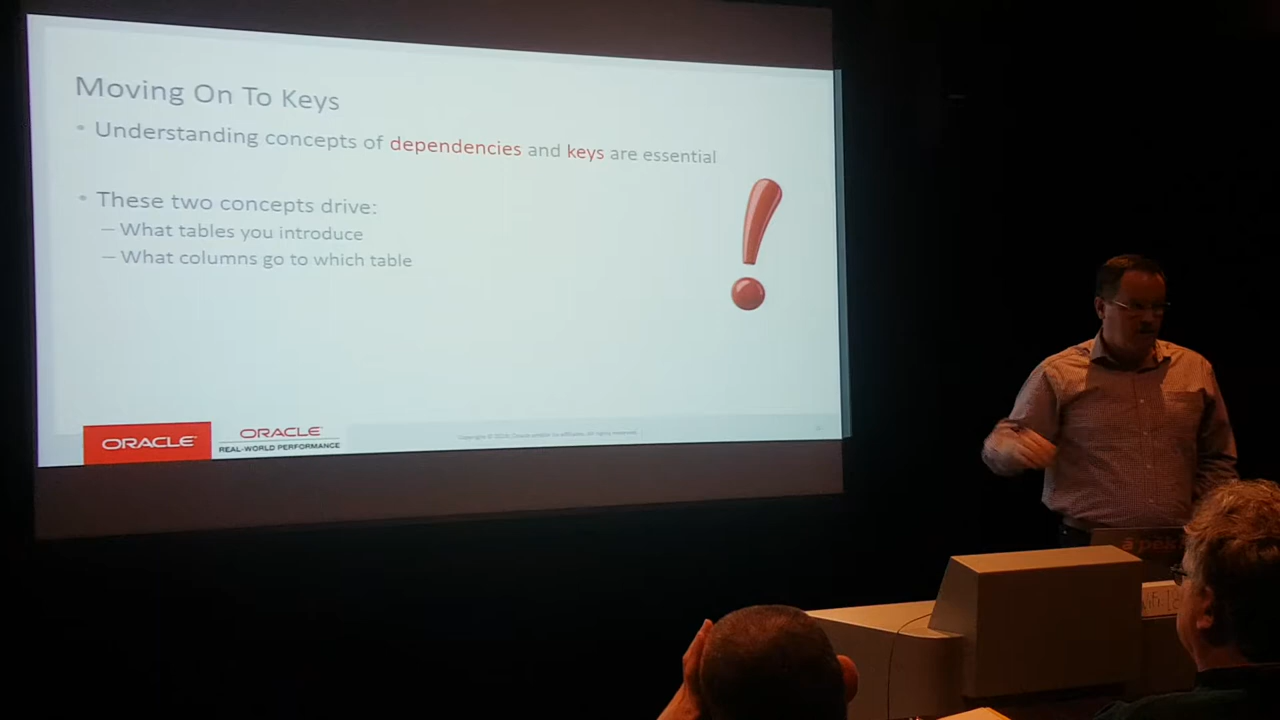 Moving On To Keys
• Understanding concepts of dependencies and keys are essential
• These two concepts drive:
– What tables you introduce
– What columns go to which table
ORACLE
ORACLE
REAL-WORLD PERFORMANCE